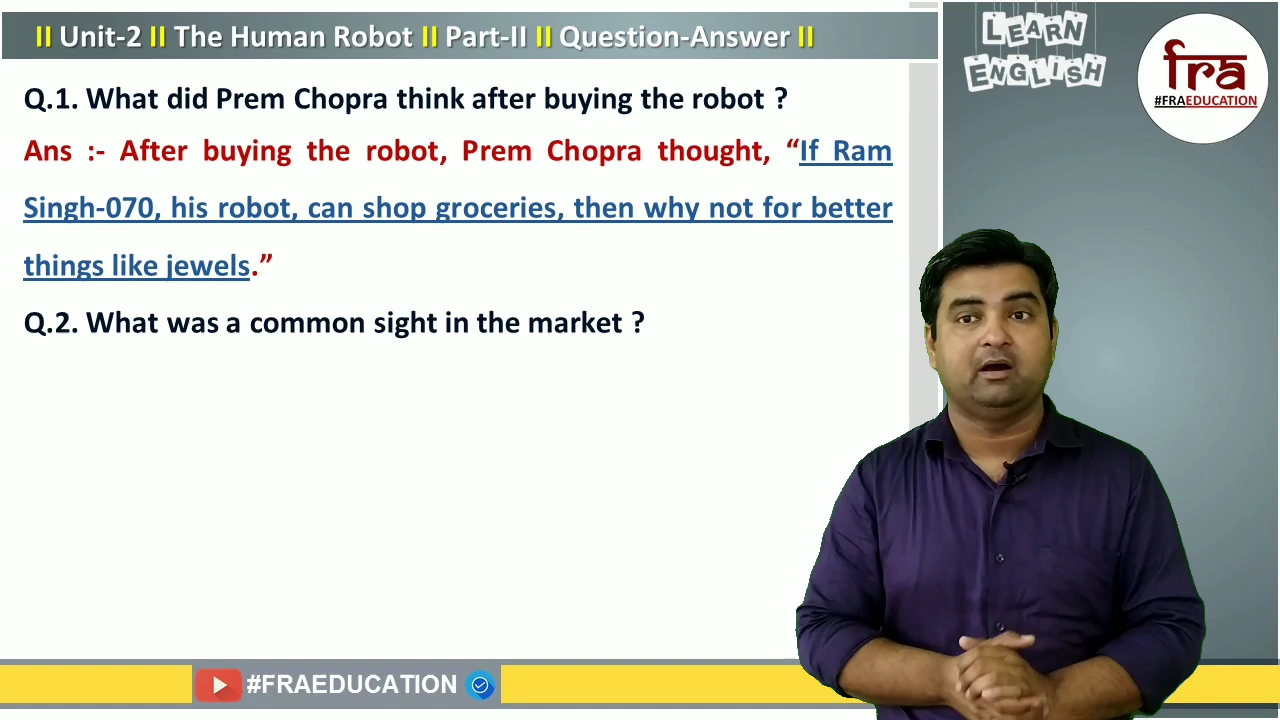 II Unit-2 II The Human Robot II Part-II II Question-Answer II
LEARN
ENGLISH
fra
#FRAEDUCATION
Q.1. What did Prem Chopra think after buying the robot ?
Ans :- After buying the robot, Prem Chopra thought, “If Ram
Singh-070, his robot, can shop groceries, then why not for better
things like jewels.”
Q.2. What was a common sight in the market ?
#FRAEDUCATION